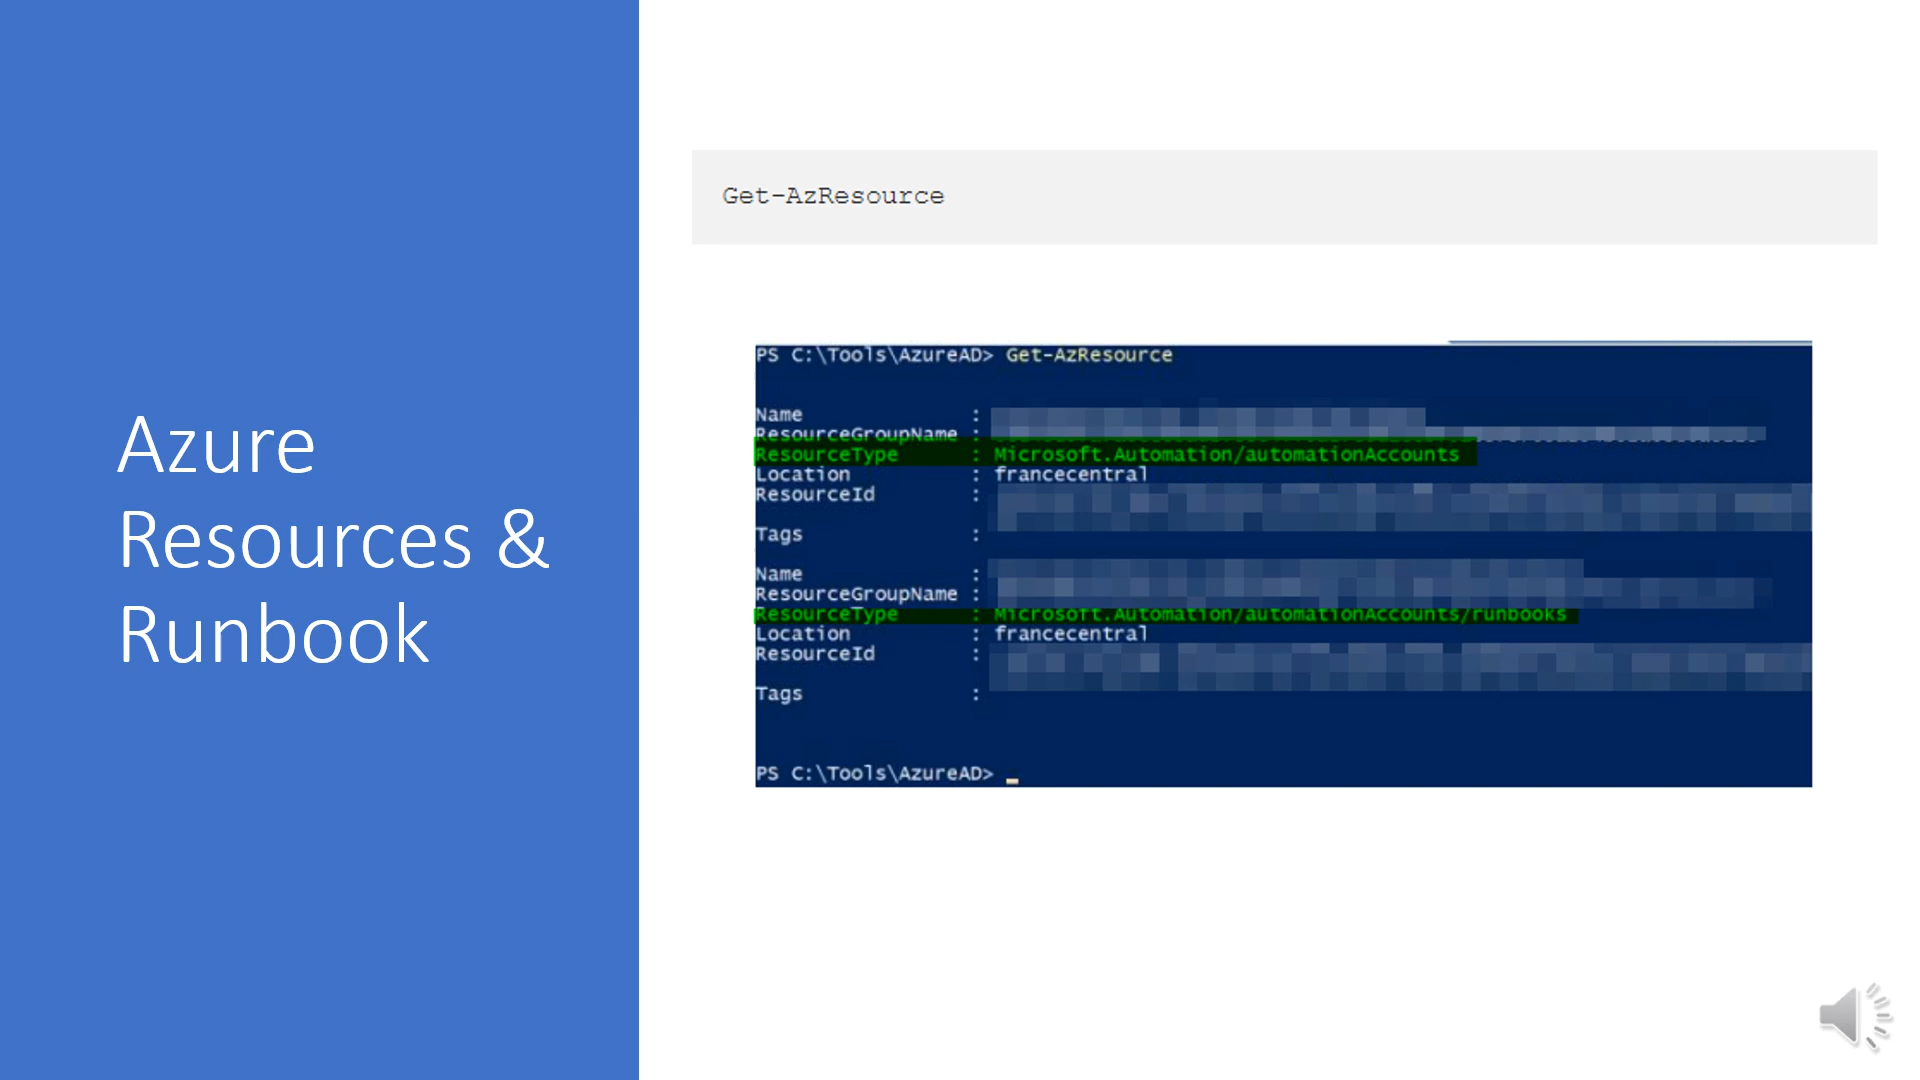 Azure
Resources &
Runbook
Get-AzResource
PS C:\Tools\AzureAD> Get-AzResource
Name :
ResourceGroupName :
ResourceType : Microsoft.Automation/automationAccounts
Location : francecentral
ResourceId :
Tags :
Name :
ResourceGroupName :
ResourceType : Microsoft.Automation/automationAccounts/runbooks
Location : francecentral
ResourceId :
Tags :
PS C:\Tools\AzureAD> _